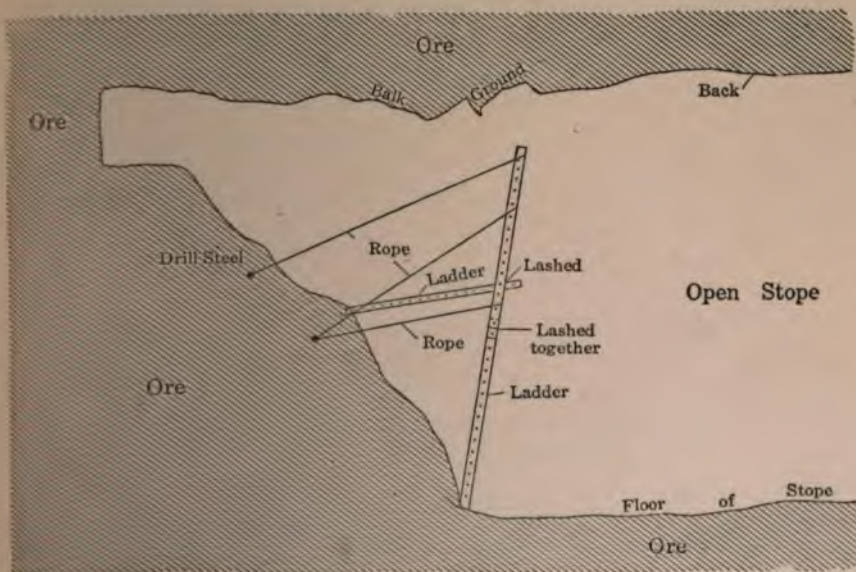 Ore
Balk Ground
Back
Ore
Drill Steel
Rope
Ladder
Lashed
Open Stope
Rope
Lashed
together
Ore
Ladder
Floor of Stope
Ore